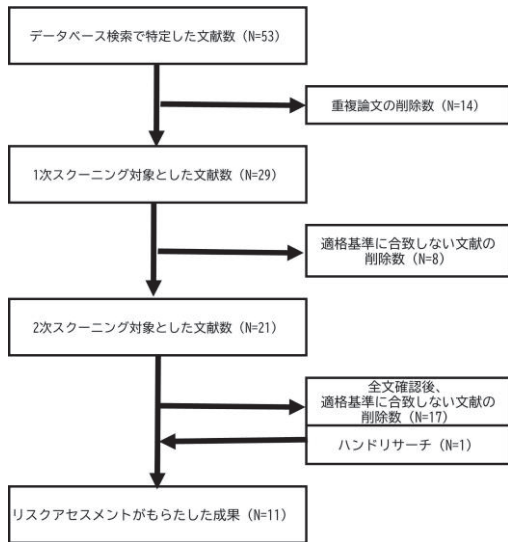 データベース検索で特定した文献数（N=53）
重複論文の削除数（N=14）
1次スクーニング対象とした文献数（N=29）
適格基準に合致しない文献の
削除数（N=8）
2次スクーニング対象とした文献数（N=21）
全文確認後、
適格基準に合致しない文献の
削除数（N=17）
ハンドリサーチ（N=1）
リスクアセスメントがもらたした成果（N=11）